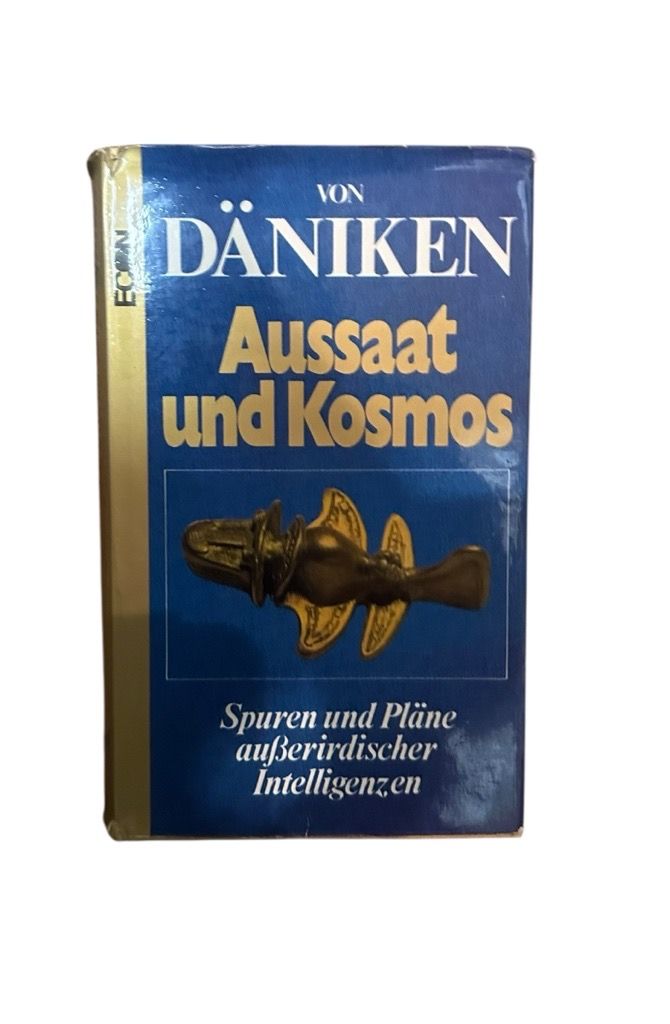 VON
DÄNIKEN
Aussaat
und Kosmos
Spuren und Pläne
außerirdischer
Intelligenzen
ECON